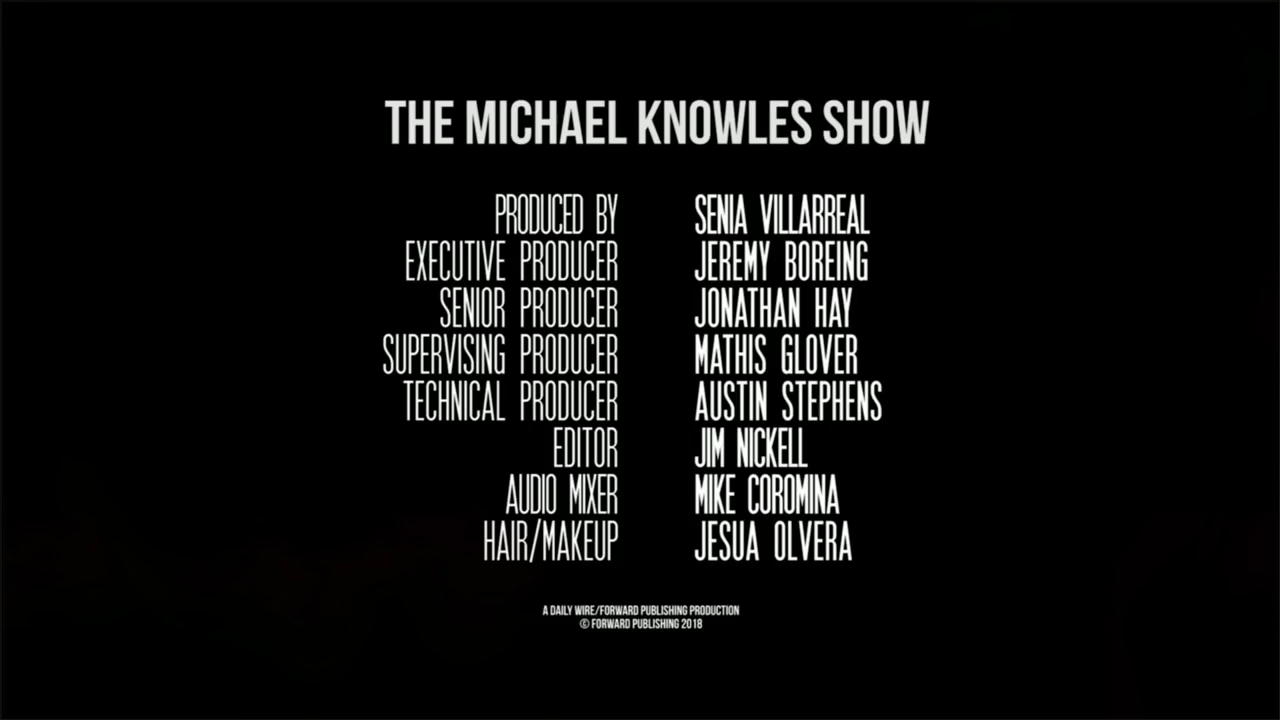 THE MICHAEL KNOWLES SHOW
PRODUCED BY SENIA VILLARREAL
EXECUTIVE PRODUCER JEREMY BOREING
SENIOR PRODUCER JONATHAN HAY
SUPERVISING PRODUCER MATHIS GLOVER
TECHNICAL PRODUCER AUSTIN STEPHENS
EDITOR JIM NICKELL
AUDIO MIXER MIKE COROMINA
HAIR/MAKEUP JESUA OLVERA
A DAILY WIRE/FORWARD PUBLISHING PRODUCTION
© FORWARD PUBLISHING 2018